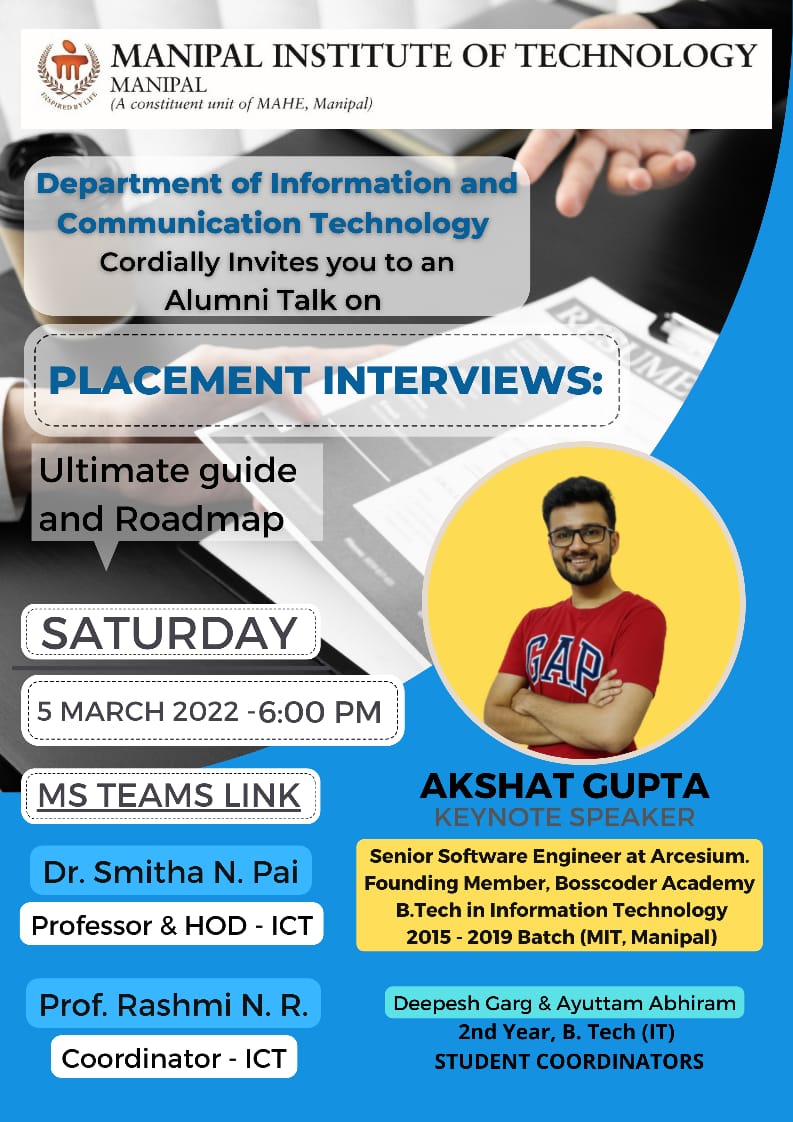 MANIPAL INSTITUTE OF TECHNOLOGY
MANIPAL
(A constituent unit of MAHE, Manipal)
INSPIRED BY LIFE
Department of Information and
Communication Technology
Cordially Invites you to an
Alumni Talk on
RESUME
PLACEMENT INTERVIEWS:
Ultimate guide
and Roadmap
GAP
SATURDAY
5 MARCH 2022 -6:00 PM
MS TEAMS LINK
AKSHAT GUPTA
KEYNOTE SPEAKER
Senior Software Engineer at Arcesium.
Founding Member, Bosscoder Academy
B.Tech in Information Technology
2015 - 2019 Batch (MIT, Manipal)
Dr. Smitha N. Pai
Professor & HOD - ICT
Prof. Rashmi N. R.
Coordinator - ICT
Deepesh Garg & Ayuttam Abhiram
2nd Year, B. Tech (IT)
STUDENT COORDINATORS